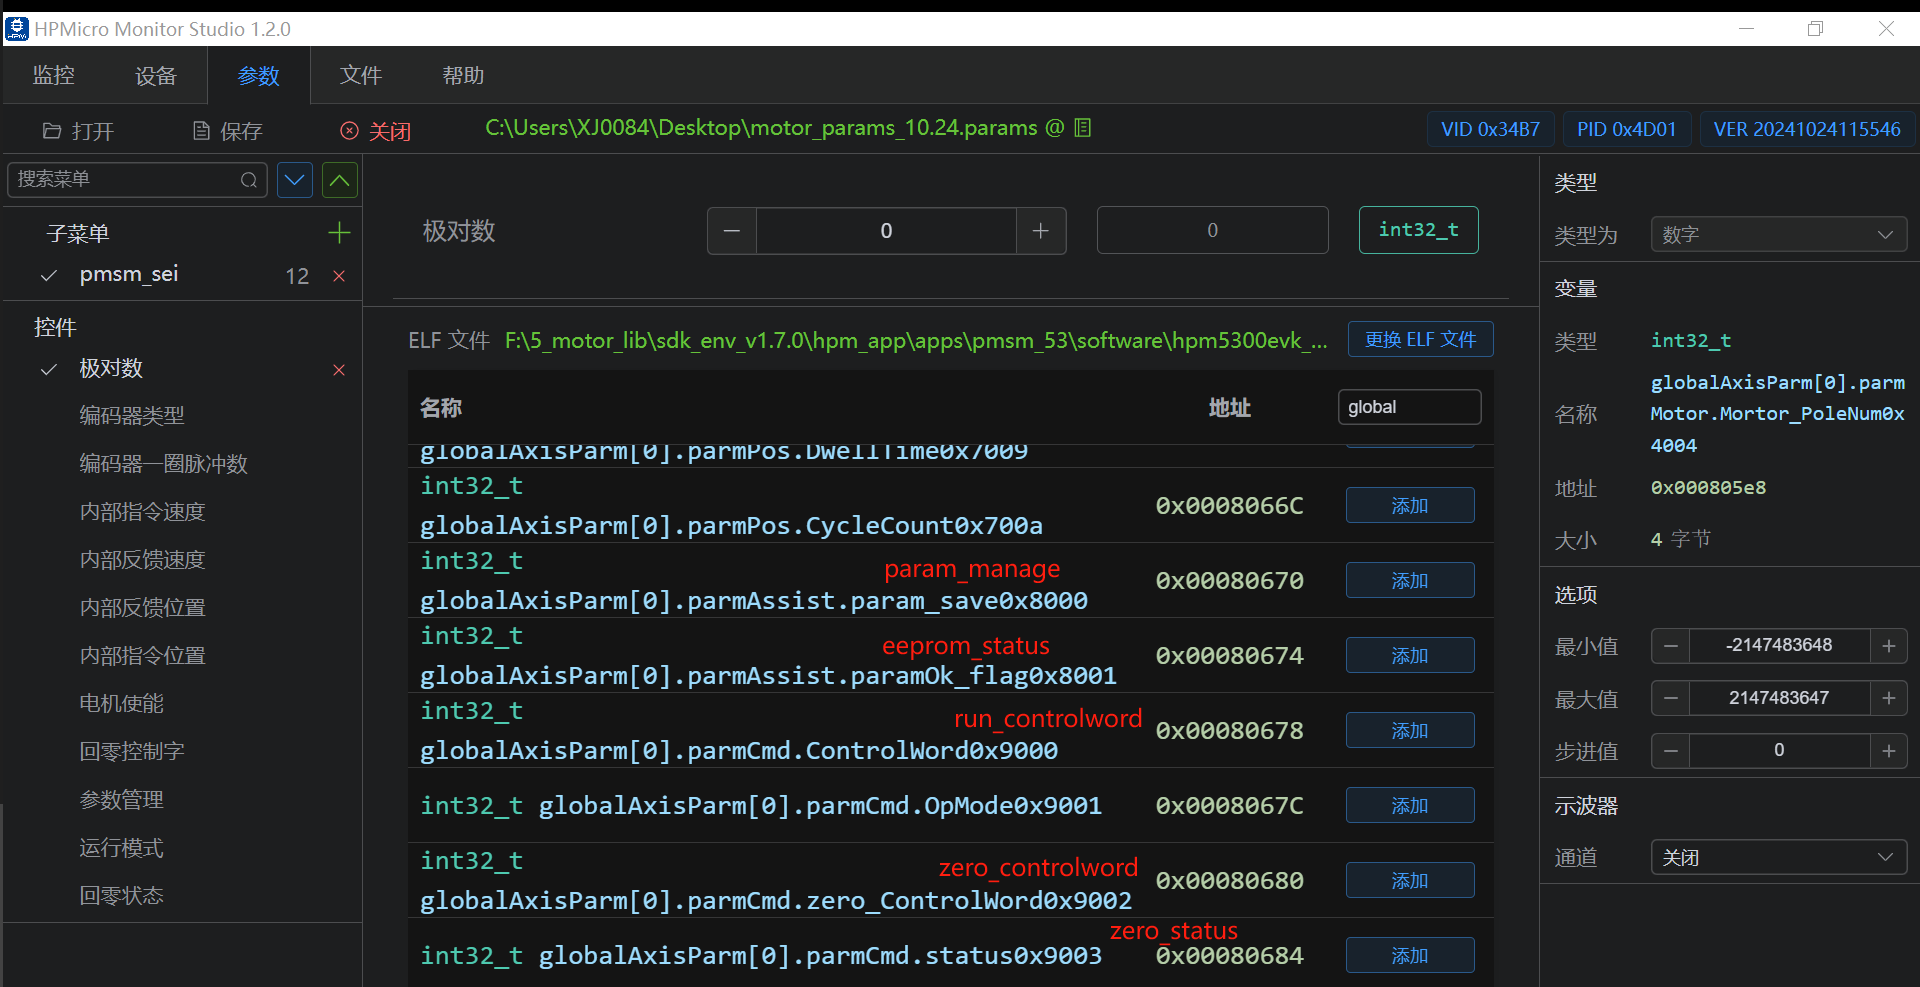 HPMicro Monitor Studio 1.2.0
监控 设备 参数 文件 帮助
打开 保存 关闭 C:\Users\XJ0084\Desktop\motor_params_10.24.params @ VID 0x34B7 PID 0x4D01 VER 20241024115546
搜索菜单
子菜单
pmsm_sei 12
控件
极对数
编码器类型
编码器一圈脉冲数
内部指令速度
内部反馈速度
内部反馈位置
内部指令位置
电机使能
回零控制字
参数管理
运行模式
回零状态
极对数 0 0 int32_t
ELF 文件 F:\5_motor_lib\sdk_env_v1.7.0\hpm_app\apps\pmsm_53\software\hpm5300evk_... 更换 ELF 文件
名称 地址 global
globalAxisParm[0].parmPos.DwellTime0x7009
int32_t
globalAxisParm[0].parmPos.CycleCount0x700a 0x0008066C 添加
int32_t
param_manage
globalAxisParm[0].parmAssist.param_save0x8000 0x00080670 添加
int32_t
eeprom_status
globalAxisParm[0].parmAssist.paramOk_flag0x8001 0x00080674 添加
int32_t
run_controlword
globalAxisParm[0].parmCmd.ControlWord0x9000 0x00080678 添加
int32_t globalAxisParm[0].parmCmd.OpMode0x9001 0x0008067C 添加
int32_t
zero_controlword
globalAxisParm[0].parmCmd.zero_ControlWord0x9002 0x00080680 添加
zero_status
int32_t globalAxisParm[0].parmCmd.status0x9003 0x00080684 添加
类型
类型为 数字
变量
类型 int32_t
名称 globalAxisParm[0].parm
Motor.Mortor_PoleNum0x
4004
地址 0x000805e8
大小 4 字节
选项
最小值 -2147483648
最大值 2147483647
步进值 0
示波器
通道 关闭